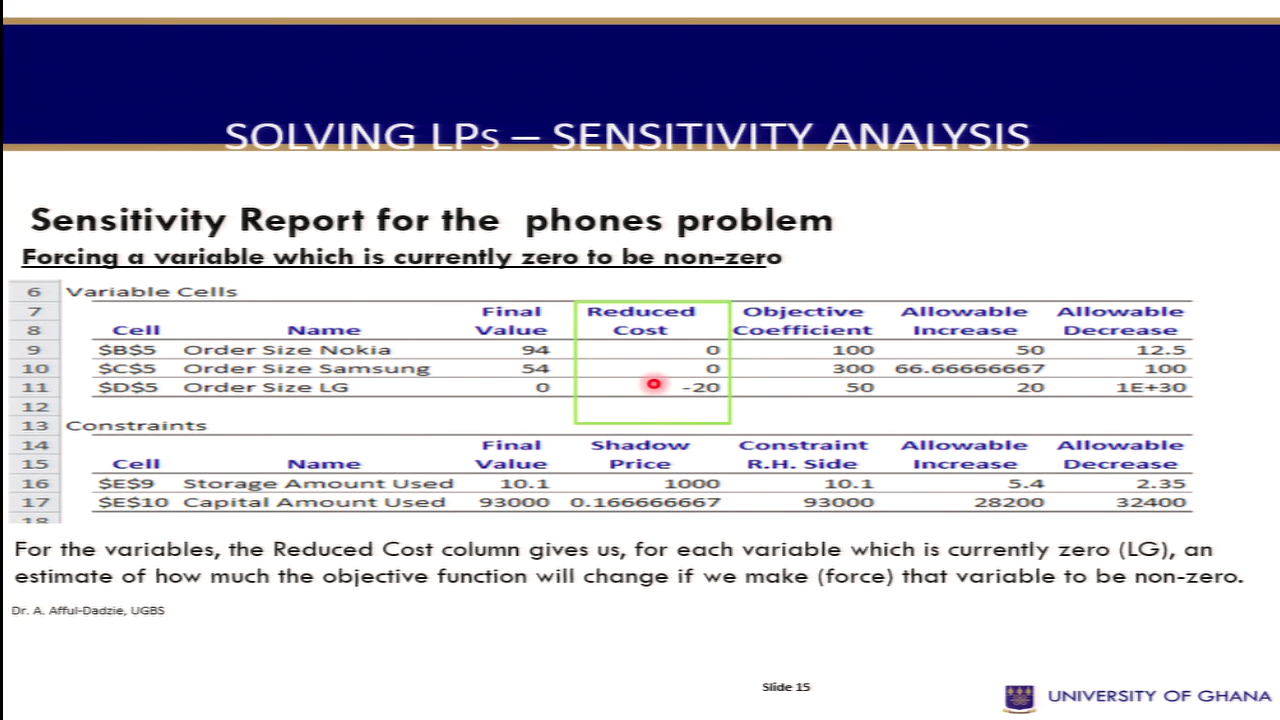 SOLVING LPs – SENSITIVITY ANALYSIS
Sensitivity Report for the phones problem
Forcing a variable which is currently zero to be non-zero
6 Variable Cells
7 Final Reduced Objective Allowable Allowable
8 Cell Name Value Cost Coefficient Increase Decrease
9 $B$5 Order Size Nokia 94 0 100 50 12.5
10 $C$5 Order Size Samsung 54 0 300 66.66666667 100
11 $D$5 Order Size LG 0 -20 50 20 1E+30
12
13 Constraints
14 Final Shadow Constraint Allowable Allowable
15 Cell Name Value Price R.H. Side Increase Decrease
16 $E$9 Storage Amount Used 10.1 1000 10.1 5.4 2.35
17 $E$10 Capital Amount Used 93000 0.166666667 93000 28200 32400
18
For the variables, the Reduced Cost column gives us, for each variable which is currently zero (LG), an
estimate of how much the objective function will change if we make (force) that variable to be non-zero.
Dr. A. Afful-Dadzie, UGBS
Slide 15
UNIVERSITY OF GHANA